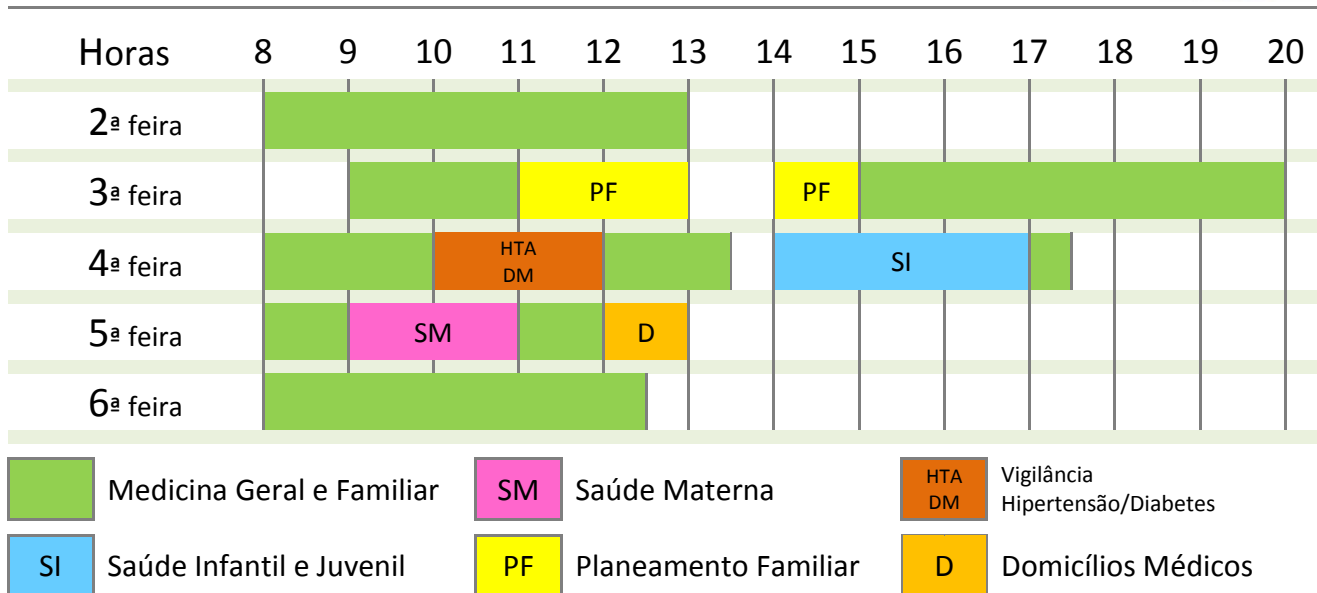 Horas 8 9 10 11 12 13 14 15 16 17 18 19 20
2ª feira
3ª feira PF PF
4ª feira HTA DM SI
5ª feira SM D
6ª feira
Medicina Geral e Familiar
SM Saúde Materna
HTA DM Vigilância Hipertensão/Diabetes
SI Saúde Infantil e Juvenil
PF Planeamento Familiar
D Domicílios Médicos